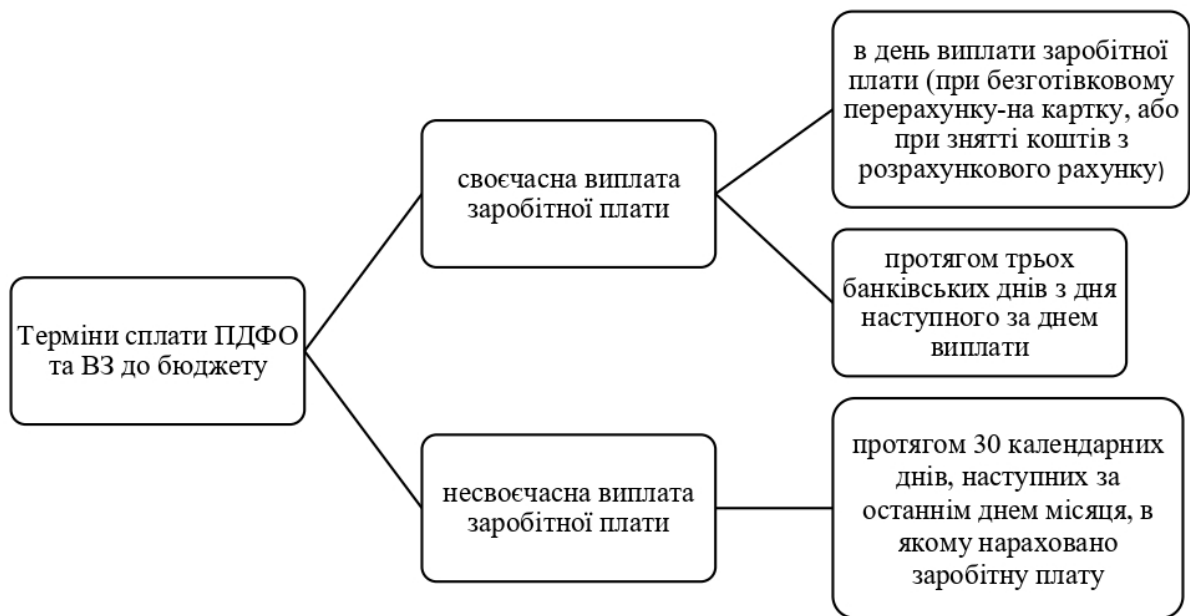 Терміни сплати ПДФО
та ВЗ до бюджету
своєчасна виплата
заробітної плати
в день виплати заробітної
плати (при безготівковому
перерахунку-на картку, або
при знятті коштів з
розрахункового рахунку)
протягом трьох
банківських днів з дня
наступного за днем
виплати
несвоєчасна виплата
заробітної плати
протягом 30 календарних
днів, наступних за
останнім днем місяця, в
якому нараховано
заробітну плату